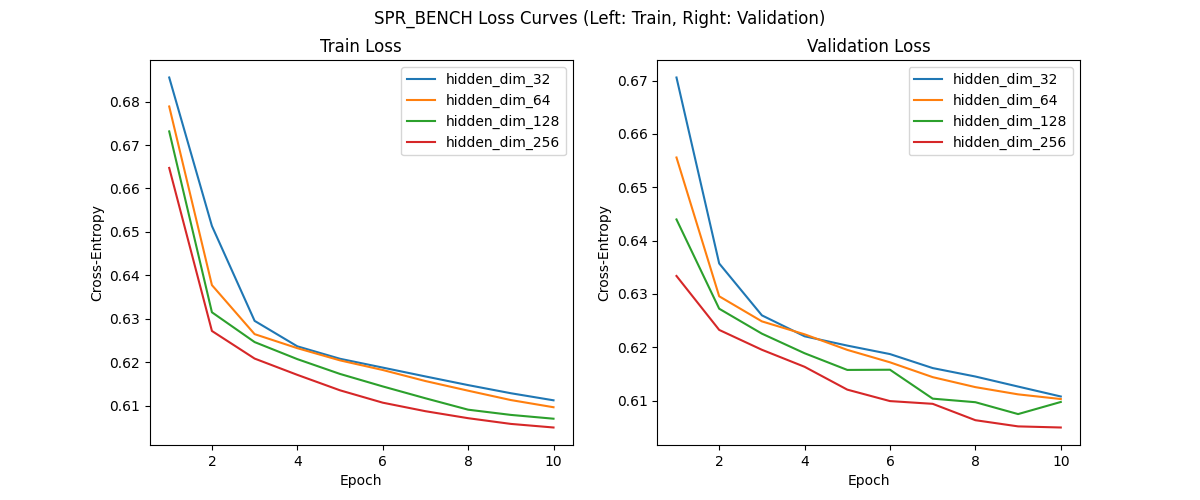 SPR_BENCH Loss Curves (Left: Train, Right: Validation)
Train Loss
hidden_dim_32
hidden_dim_64
hidden_dim_128
hidden_dim_256
Cross-Entropy
0.68
0.67
0.66
0.65
0.64
0.63
0.62
0.61
2
4
6
8
10
Epoch
Validation Loss
hidden_dim_32
hidden_dim_64
hidden_dim_128
hidden_dim_256
Cross-Entropy
0.67
0.66
0.65
0.64
0.63
0.62
0.61
2
4
6
8
10
Epoch